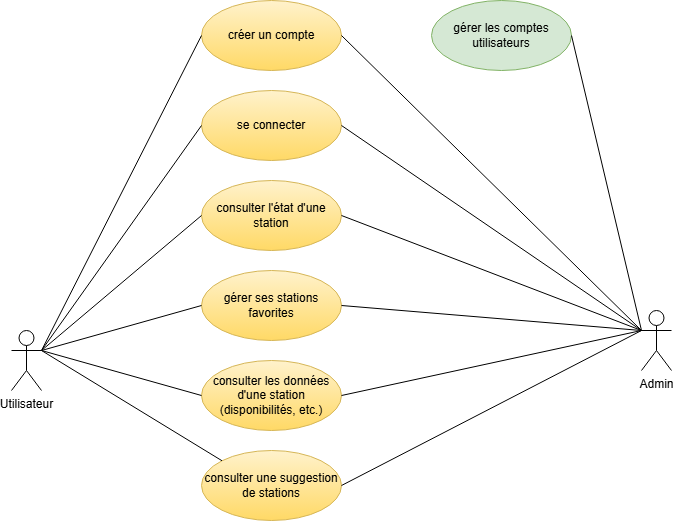 créer un compte
gérer les comptes
utilisateurs
se connecter
consulter l'état d'une
station
gérer ses stations
favorites
consulter les données
d'une station
(disponibilités, etc.)
consulter une suggestion
de stations
Utilisateur
Admin